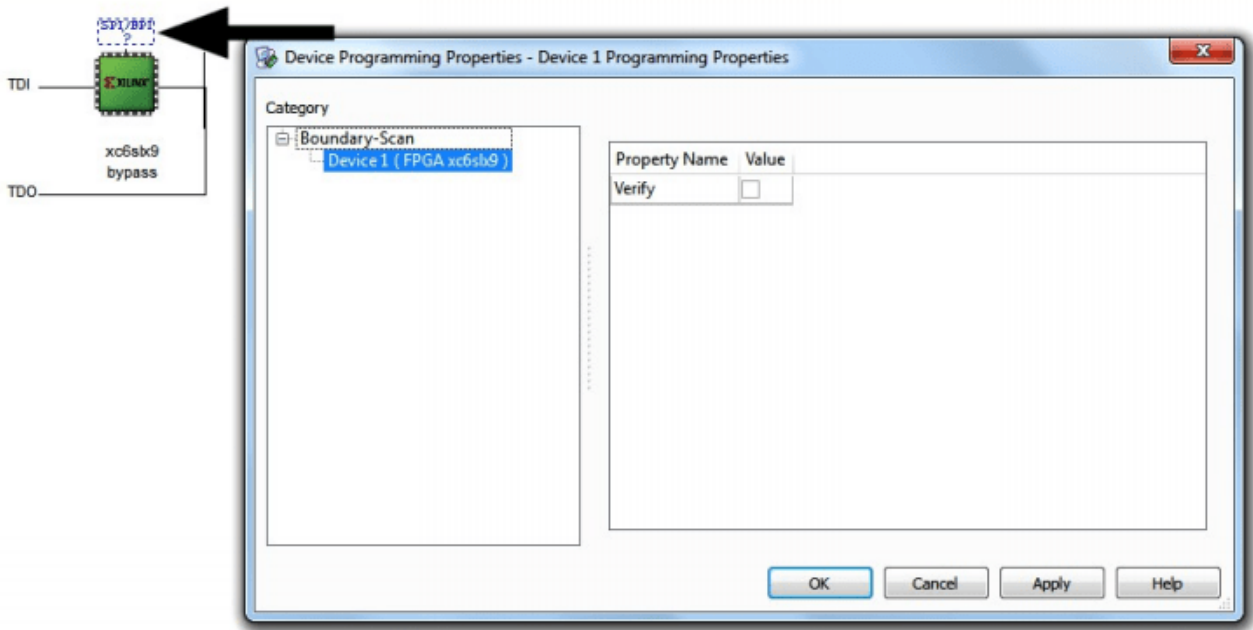 SPI/BPI
?
TDI
XILINX
xc6slx9
bypass
TDO
Device Programming Properties - Device 1 Programming Properties
Category
Boundary-Scan
Device 1 ( FPGA xc6slx9 )
Property Name Value
Verify
OK Cancel Apply Help